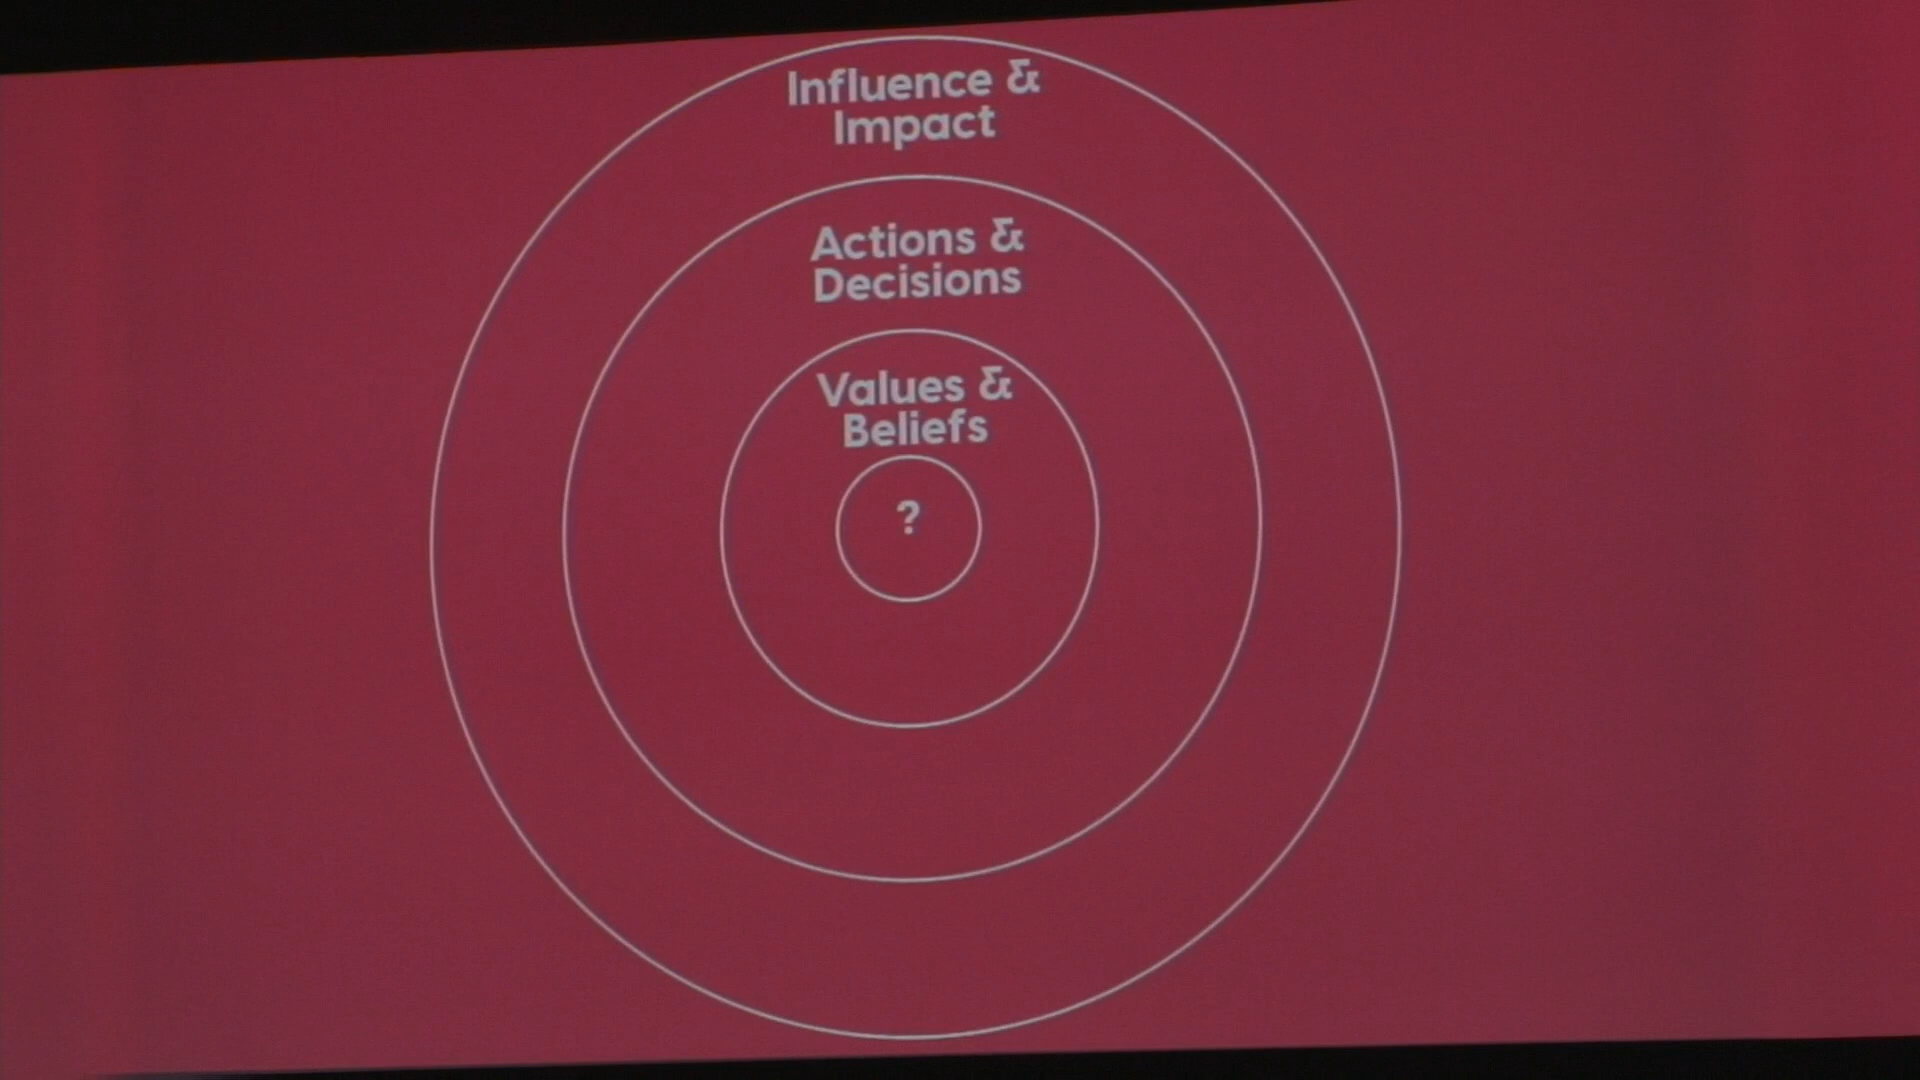 Influence &
Impact
Actions &
Decisions
Values &
Beliefs
?